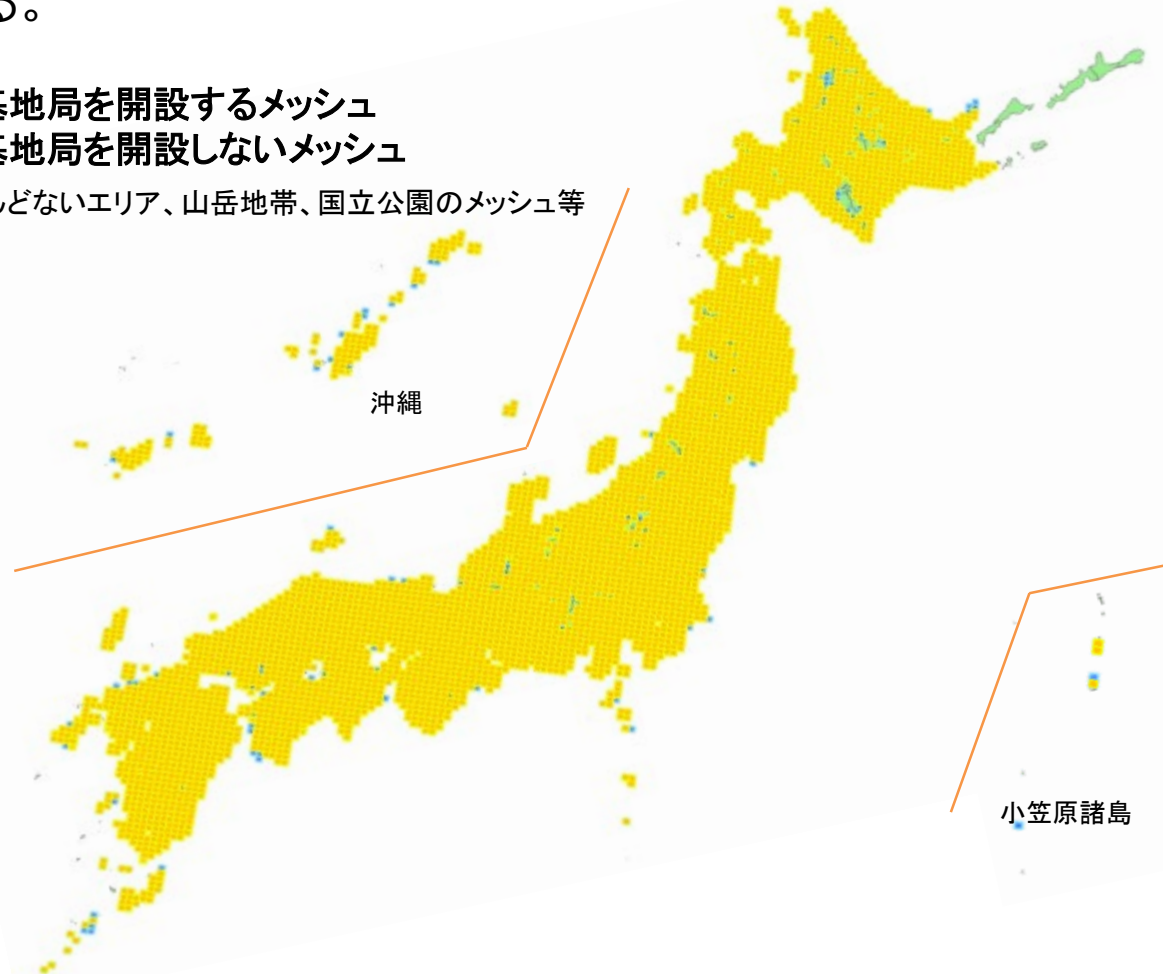 る。
基地局を開設するメッシュ
基地局を開設しないメッシュ
んどないエリア、山岳地帯、国立公園のメッシュ等
沖縄
小笠原諸島